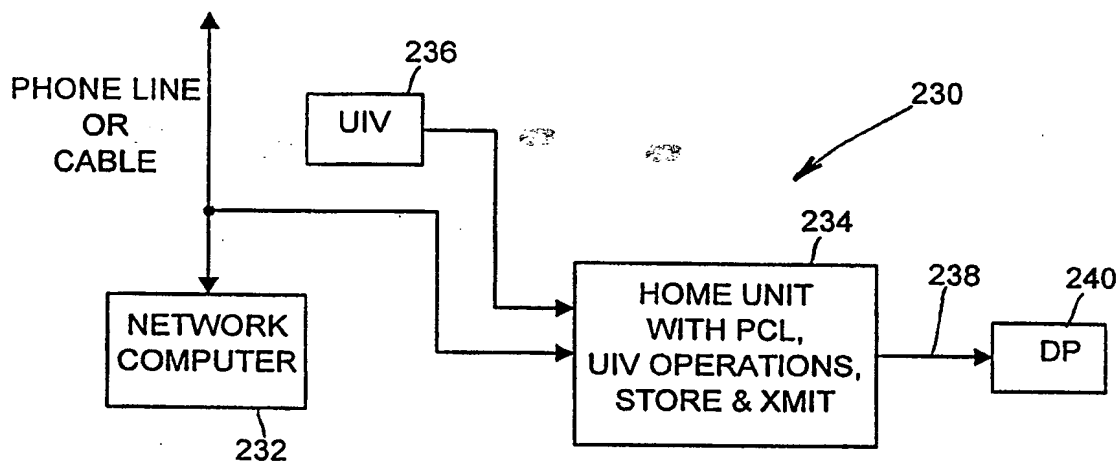 236
PHONE LINE
OR
CABLE
UIV
230
234
238
240
NETWORK
COMPUTER
HOME UNIT
WITH PCL,
UIV OPERATIONS,
STORE & XMIT
DP
232